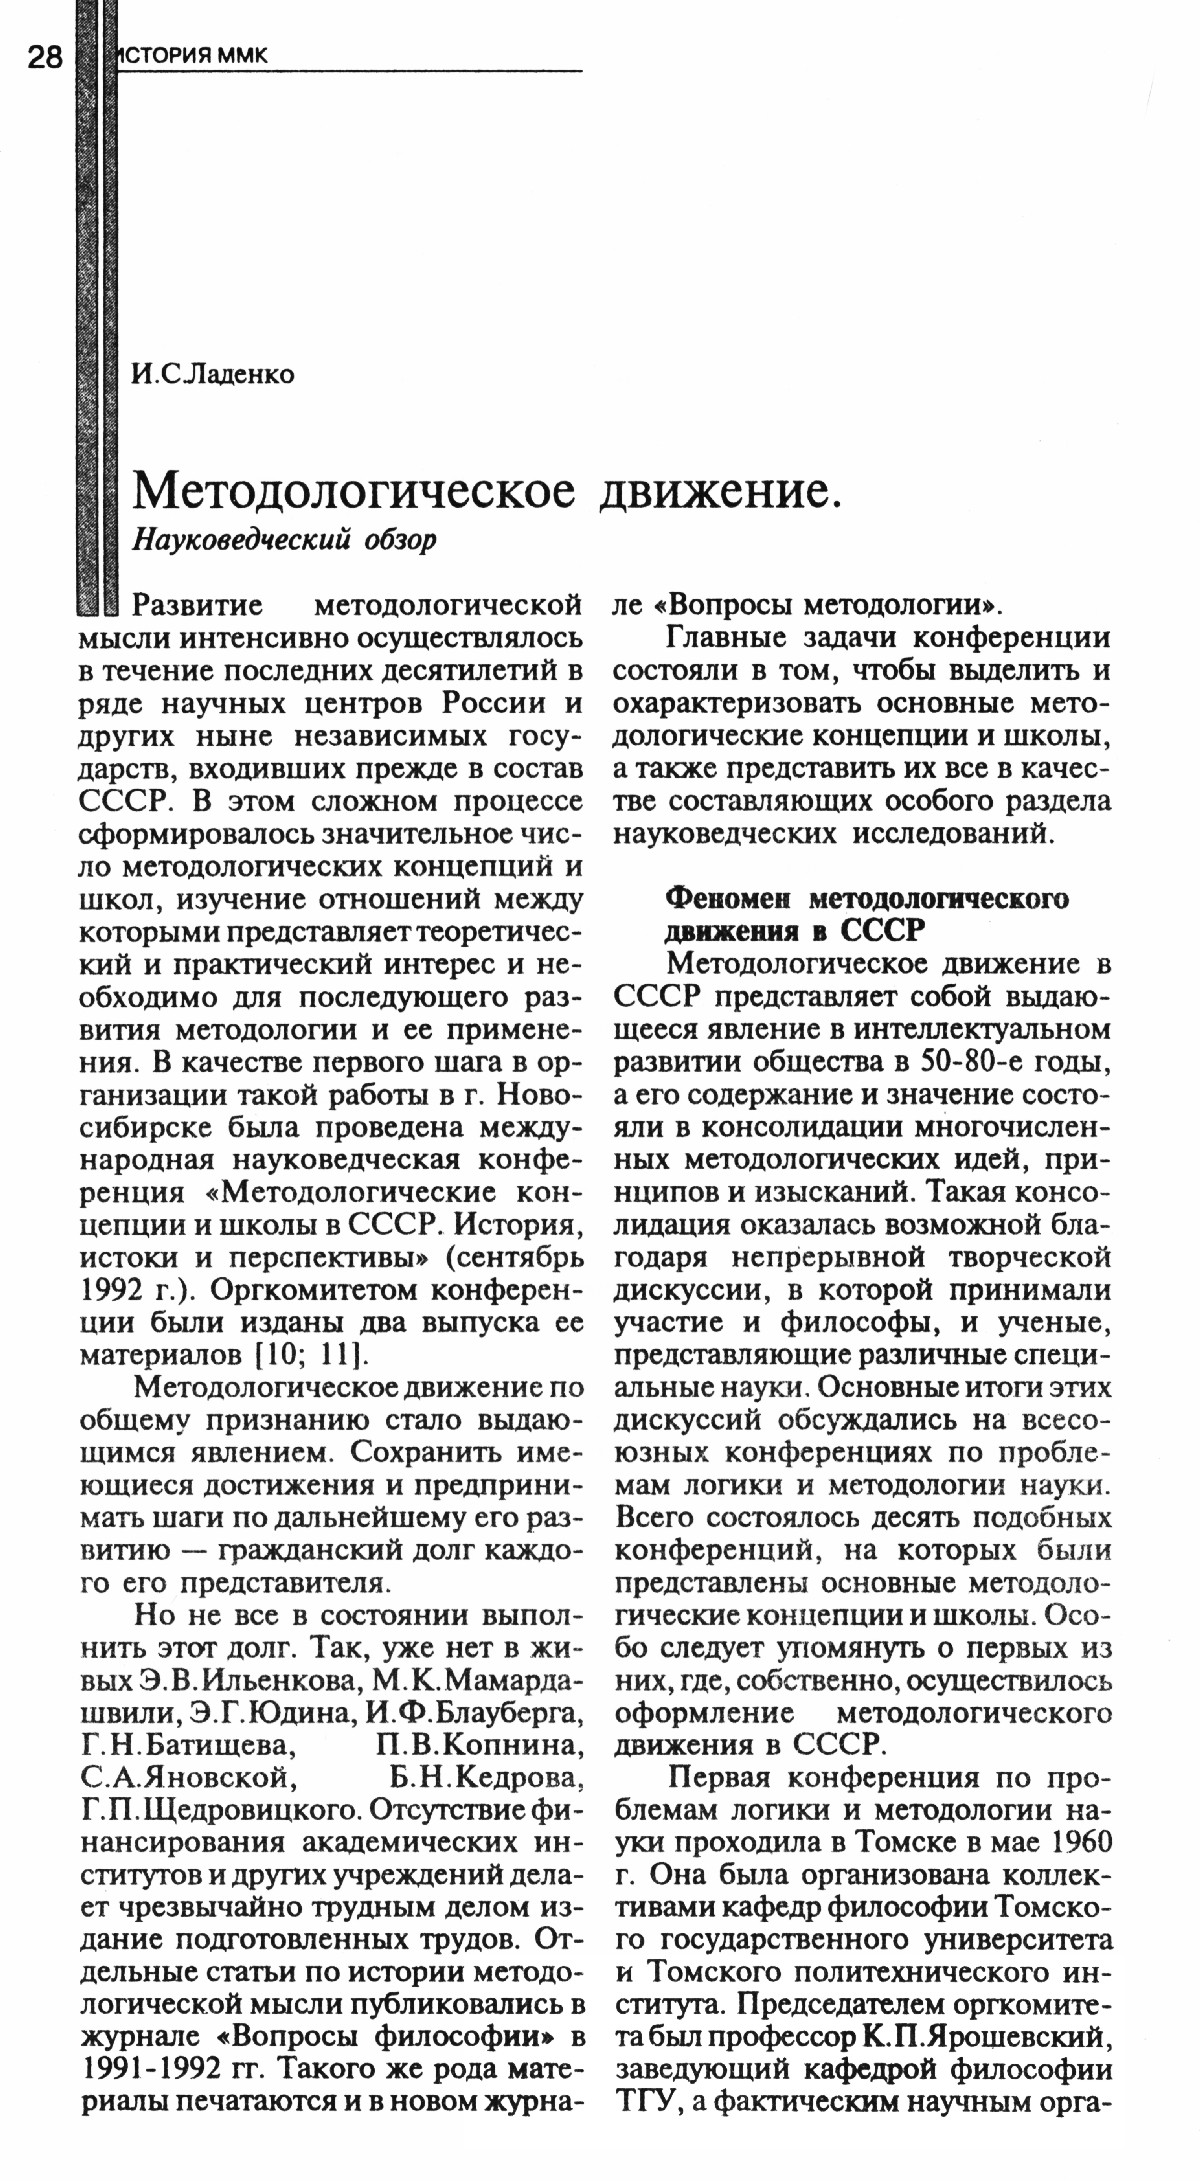 28
ИСТОРИЯ ММК
И.С.Ладенко
Методологическое движение.
Науковедческий обзор
Развитие методологической
мысли интенсивно осуществлялось
в течение последних десятилетий в
ряде научных центров России и
других ныне независимых госу-
дарств, входивших прежде в состав
СССР. В этом сложном процессе
сформировалось значительное чис-
ло методологических концепций и
школ, изучение отношений между
которыми представляет теоретичес-
кий и практический интерес и не-
обходимо для последующего раз-
вития методологии и ее примене-
ния. В качестве первого шага в ор-
ганизации такой работы в г. Ново-
сибирске была проведена между-
народная науковедческая конфе-
ренция «Методологические кон-
цепции и школы в СССР. История,
истоки и перспективы» (сентябрь
1992 г.). Оргкомитетом конферен-
ции были изданы два выпуска ее
материалов [10; 11].
Методологическое движение по
общему признанию стало выдаю-
щимся явлением. Сохранить име-
ющиеся достижения и предприни-
мать шаги по дальнейшему его раз-
витию — гражданский долг каждо-
го его представителя.
Но не все в состоянии выпол-
нить этот долг. Так, уже нет в жи-
вых Э.В.Ильенкова, М.К.Мамарда-
швили, Э.Г.Юдина, И.Ф.Блауберга,
Г.Н.Батищева, П.В.Копнина,
С.А.Яновской, Б.Н.Кедрова,
Г.П.Щедровицкого. Отсутствие фи-
нансирования академических ин-
ститутов и других учреждений дела-
ет чрезвычайно трудным делом из-
дание подготовленных трудов. От-
дельные статьи по истории методо-
логической мысли публиковались в
журнале «Вопросы философии» в
1991-1992 гг. Такого же рода мате-
риалы печатаются и в новом журна-
ле «Вопросы методологии».
Главные задачи конференции
состояли в том, чтобы выделить и
охарактеризовать основные мето-
дологические концепции и школы,
а также представить их все в качес-
тве составляющих особого раздела
науковедческих исследований.
Феномен методологического
движения в СССР
Методологическое движение в
СССР представляет собой выдаю-
щееся явление в интеллектуальном
развитии общества в 50-80-е годы,
а его содержание и значение состо-
яли в консолидации многочислен-
ных методологических идей, при-
нципов и изысканий. Такая консо-
лидация оказалась возможной бла-
годаря непрерывной творческой
дискуссии, в которой принимали
участие и философы, и ученые,
представляющие различные специ-
альные науки. Основные итоги этих
дискуссий обсуждались на всесо-
юзных конференциях по пробле-
мам логики и методологии науки.
Всего состоялось десять подобных
конференций, на которых были
представлены основные методоло-
гические концепции и школы. Осо-
бо следует упомянуть о первых из
них, где, собственно, осуществилось
оформление методологического
движения в СССР.
Первая конференция по про-
блемам логики и методологии на-
уки проходила в Томске в мае 1960
г. Она была организована коллек-
тивами кафедр философии Томско-
го государственного университета
и Томского политехнического ин-
ститута. Председателем оргкомите-
та был профессор К.П.Ярошевский,
заведующий кафедрой философии
ТГУ, а фактическим научным орга-